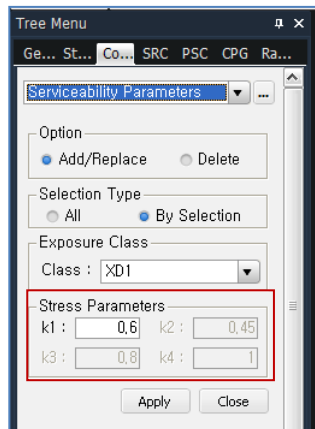 Tree Menu
Ge... St... Co... SRC PSC CPG Ra...
Serviceability Parameters ...
Option
Add/Replace Delete
Selection Type
All By Selection
Exposure Class
Class : XD1
Stress Parameters
k1 : 0,6 k2 : 0,45
k3 : 0,8 k4 : 1
Apply Close